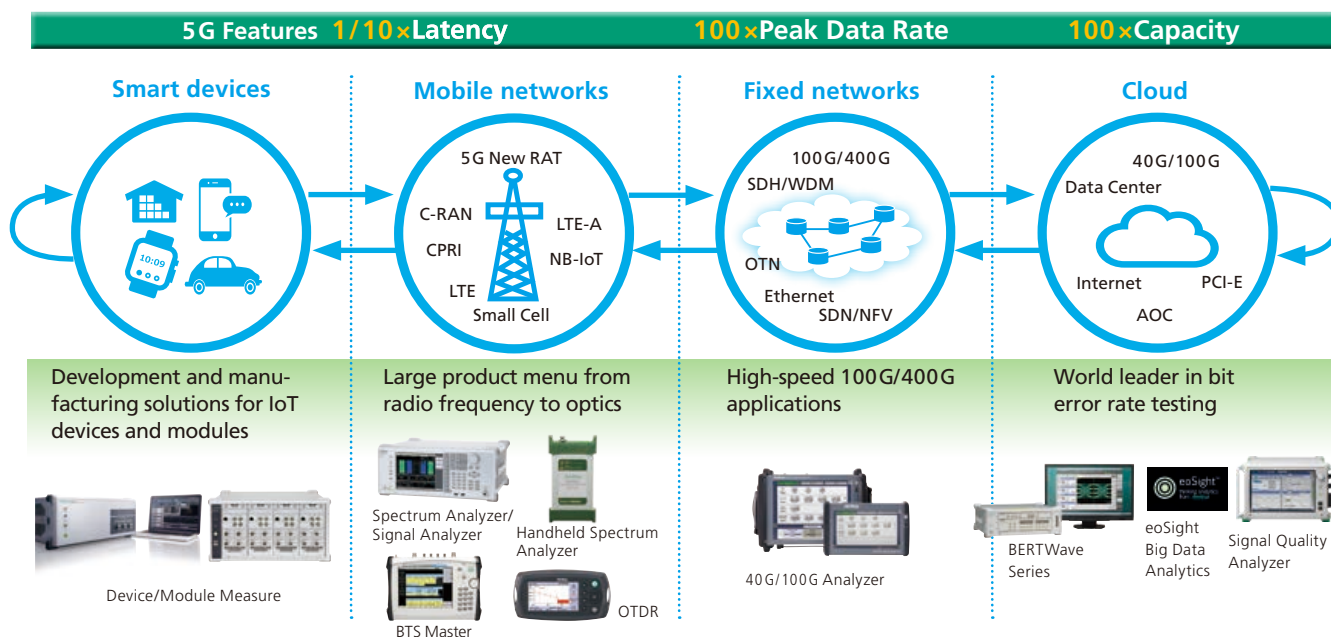 5G Features 1/10×Latency 100×Peak Data Rate 100×Capacity
Smart devices
10:09
Mobile networks
5G New RAT
C-RAN
LTE-A
CPRI
NB-IoT
LTE
Small Cell
Fixed networks
100G/400G
SDH/WDM
OTN
Ethernet
SDN/NFV
Cloud
40G/100G
Data Center
Internet
PCI-E
AOC
Development and manu-
facturing solutions for IoT
devices and modules
Device/Module Measure
Large product menu from
radio frequency to optics
Spectrum Analyzer/
Signal Analyzer
Handheld Spectrum
Analyzer
BTS Master
OTDR
High-speed 100G/400G
applications
40G/100G Analyzer
World leader in bit
error rate testing
BERTWave
Series
eoSight™
eoSight
Big Data
Analytics
Signal Quality
Analyzer